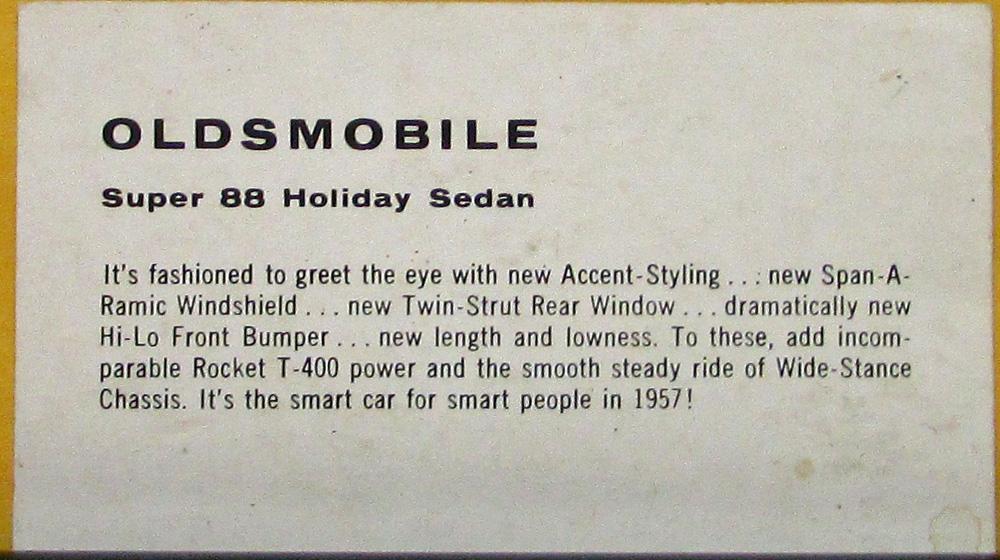 OLDSMOBILE
Super 88 Holiday Sedan
It's fashioned to greet the eye with new Accent-Styling . . . new Span-A-
Ramic Windshield . . . new Twin-Strut Rear Window . . . dramatically new
Hi-Lo Front Bumper . . . new length and lowness. To these, add incom-
parable Rocket T-400 power and the smooth steady ride of Wide-Stance
Chassis. It's the smart car for smart people in 1957!